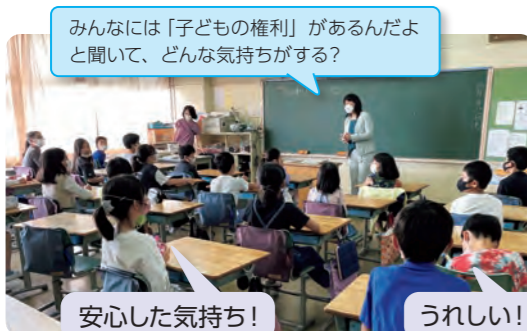 みんなには「子どもの権利」があるんだよ
と聞いて、どんな気持ちがする？
安心した気持ち！
うれしい！